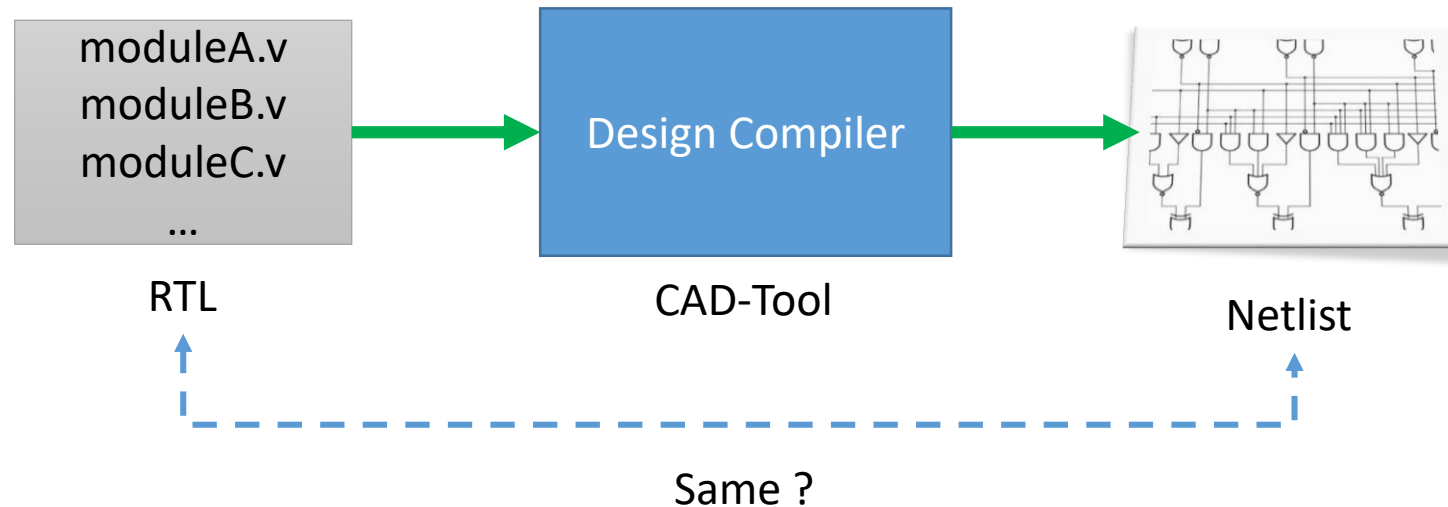 moduleA.v
moduleB.v
moduleC.v
...
RTL
Design Compiler
CAD-Tool
Netlist
Same ?